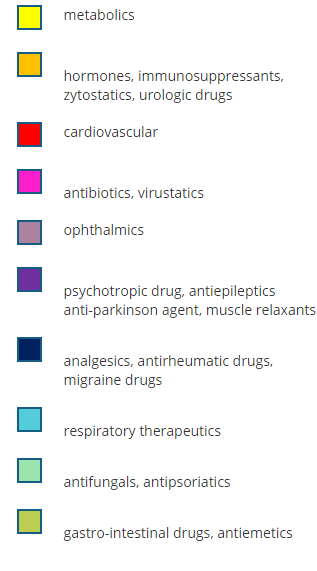 metabolics
hormones, immunosuppressants,
zytostatics, urologic drugs
cardiovascular
antibiotics, virustatics
ophthalmics
psychotropic drug, antiepileptics
anti-parkinson agent, muscle relaxants
analgesics, antirheumatic drugs,
migraine drugs
respiratory therapeutics
antifungals, antipsoriatics
gastro-intestinal drugs, antiemetics